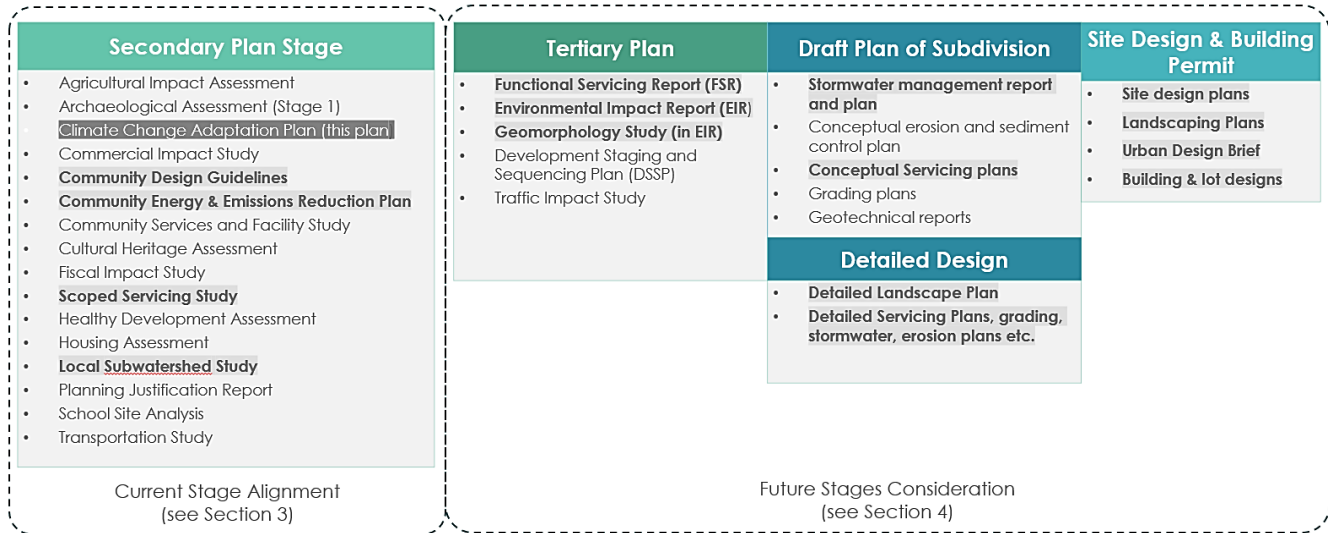 Secondary Plan Stage
Agricultural Impact Assessment
Archaeological Assessment (Stage 1)
Climate Change Adaptation Plan (this plan
Commercial Impact Study
Community Design Guidelines
Community Energy & Emissions Reduction Plan
Community Services and Facility Study
Cultural Heritage Assessment
Fiscal Impact Study
Scoped Servicing Study
Healthy Development Assessment
Housing Assessment
Local Subwatershed Study
Planning Justification Report
School Site Analysis
Transportation Study
Current Stage Alignment
(see Section 3)
Tertiary Plan
Functional Servicing Report (FSR)
Environmental Impact Report (EIR)
Geomorphology Study (in EIR)
Development Staging and
Sequencing Plan (DSSP)
Traffic Impact Study
Draft Plan of Subdivision
Stormwater management report
and plan
Conceptual erosion and sediment
control plan
Conceptual Servicing plans
Grading plans
Geotechnical reports
Detailed Design
Detailed Landscape Plan
Detailed Servicing Plans, grading,
stormwater, erosion plans etc.
Site Design & Building
Permit
Site design plans
Landscaping Plans
Urban Design Brief
Building & lot designs
Future Stages Consideration
(see Section 4)